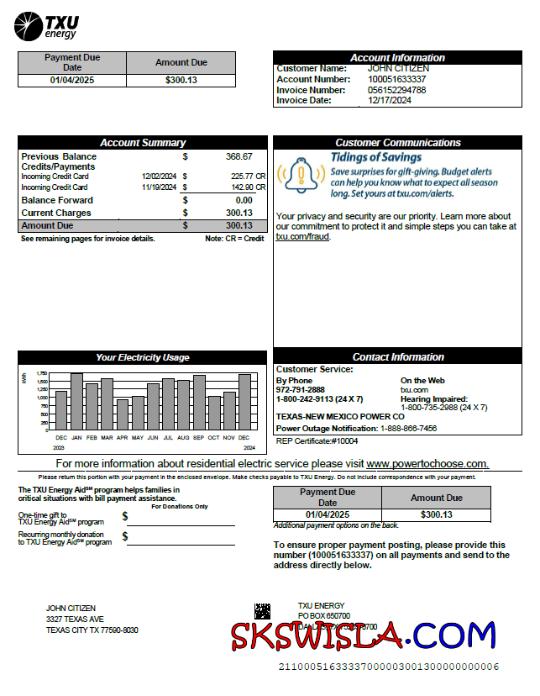 TXU
energy
Payment Due Date
Amount Due
01/04/2025
$300.13
Account Information
Customer Name: JOHN CITIZEN
Account Number: 100051633337
Invoice Number: 056152294788
Invoice Date: 12/17/2024
Account Summary
Previous Balance $ 368.67
Credits/Payments
Incoming Credit Card 12/02/2024 $ 225.77 CR
Incoming Credit Card 11/19/2024 $ 142.90 CR
Balance Forward $ 0.00
Current Charges $ 300.13
Amount Due $ 300.13
See remaining pages for invoice details. Note: CR = Credit
Customer Communications
Tidings of Savings
Save surprises for gift-giving. Budget alerts
can help you know what to expect all season
long. Set yours at txu.com/alerts.
Your privacy and security are our priority. Learn more about
our commitment to protect it and simple steps you can take at
txu.com/fraud.
Your Electricity Usage
kWh
1,750
1,500
1,250
1,000
750
500
250
0
DEC JAN FEB MAR APR MAY JUN JUL AUG SEP OCT NOV DEC
2023 2024
Contact Information
Customer Service:
By Phone
972-791-2888
1-800-242-9113 (24 X 7)
On the Web
txu.com
Hearing Impaired:
1-800-735-2988 (24 X 7)
TEXAS-NEW MEXICO POWER CO
Power Outage Notification: 1-888-866-7456
REP Certificate:#10004
For more information about residential electric service please visit www.powertochoose.com.
Please return this portion with your payment in the enclosed envelope. Make checks payable to TXU Energy. Do not include correspondence with your payment.
The TXU Energy Aid℠ program helps families in
critical situations with bill payment assistance.
For Donations Only
One-time gift to
TXU Energy Aid℠ program $
Recurring monthly donation
to TXU Energy Aid℠ program $
Payment Due Date
Amount Due
01/04/2025
$300.13
Additional payment options on the back.
To ensure proper payment posting, please provide this
number (100051633337) on all payments and send to the
address directly below.
JOHN CITIZEN
3327 TEXAS AVE
TEXAS CITY TX 77590-8030
TXU ENERGY
PO BOX 650700
SKSWISLA.COM
211000516333370000030013000000000006